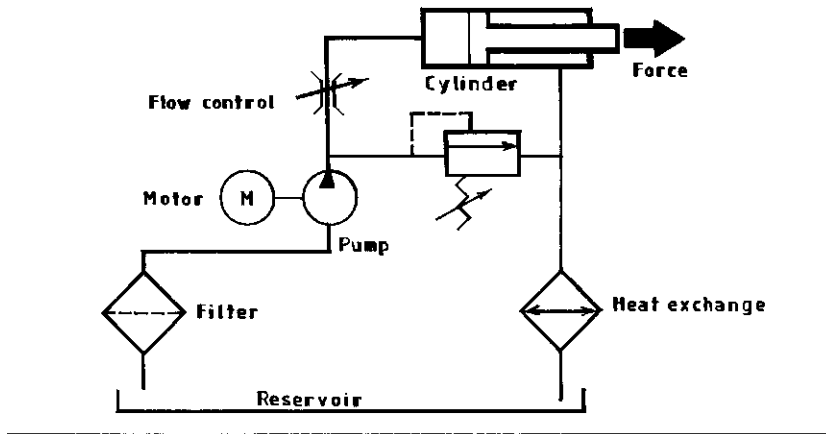 Cylinder
Force
Flow control
Motor
M
Pump
Filter
Heat exchange
Reservoir